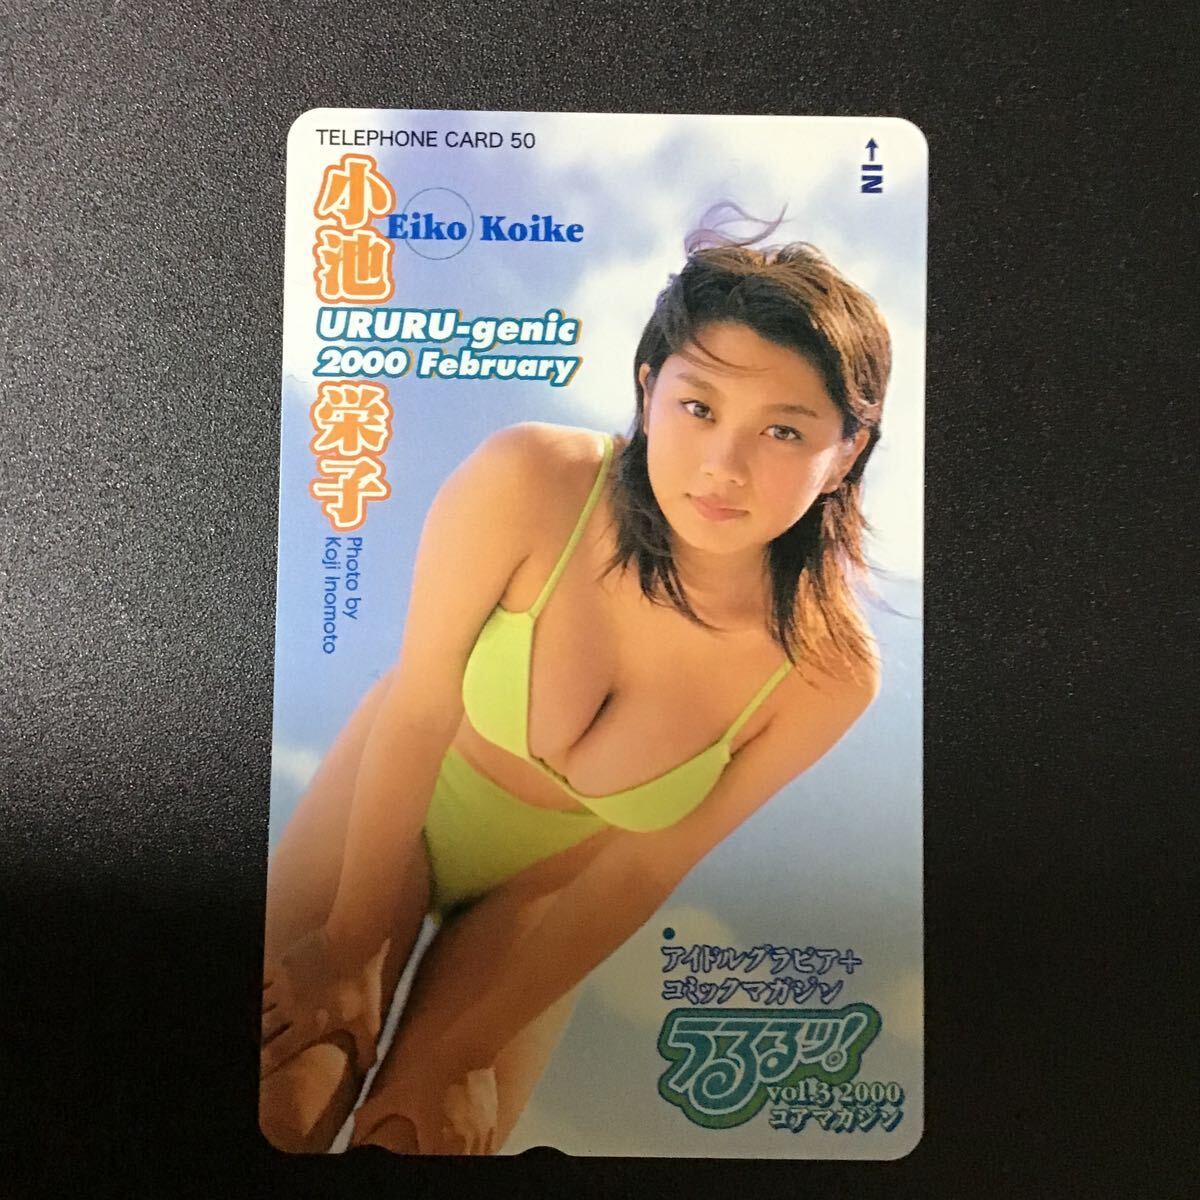 TELEPHONE CARD 50
IN
小池栄子
Eiko Koike
URURU-genic
2000 February
Photo by
Koji Inomoto
アイドルグラビア+
コミックマガジン
うるるッ!
vol.3 2000
コアマガジン